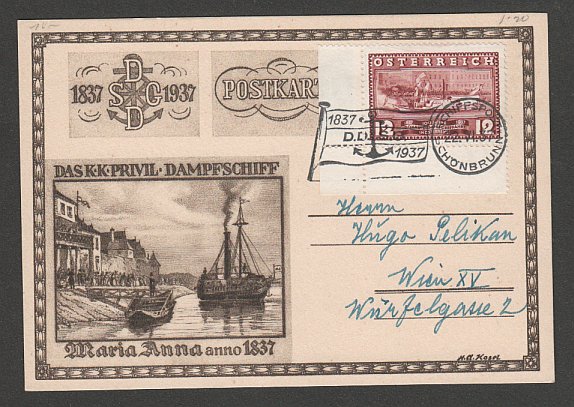 1837 D D S G 1937
POSTKART
ÖSTERREICH
12 12
1837
1937
SCHÖNBRUNN
DAS K.K. PRIVIL · DAMPFSCHIFF
Maria Anna anno 1837
Herrn
Hugo Pelikan
Wien XV
Würfelgasse 2